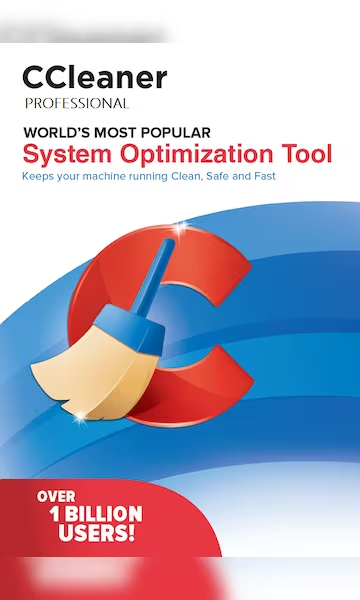 CCleaner
PROFESSIONAL
WORLD'S MOST POPULAR
System Optimization Tool
Keeps your machine running Clean, Safe and Fast
OVER
1 BILLION
USERS!